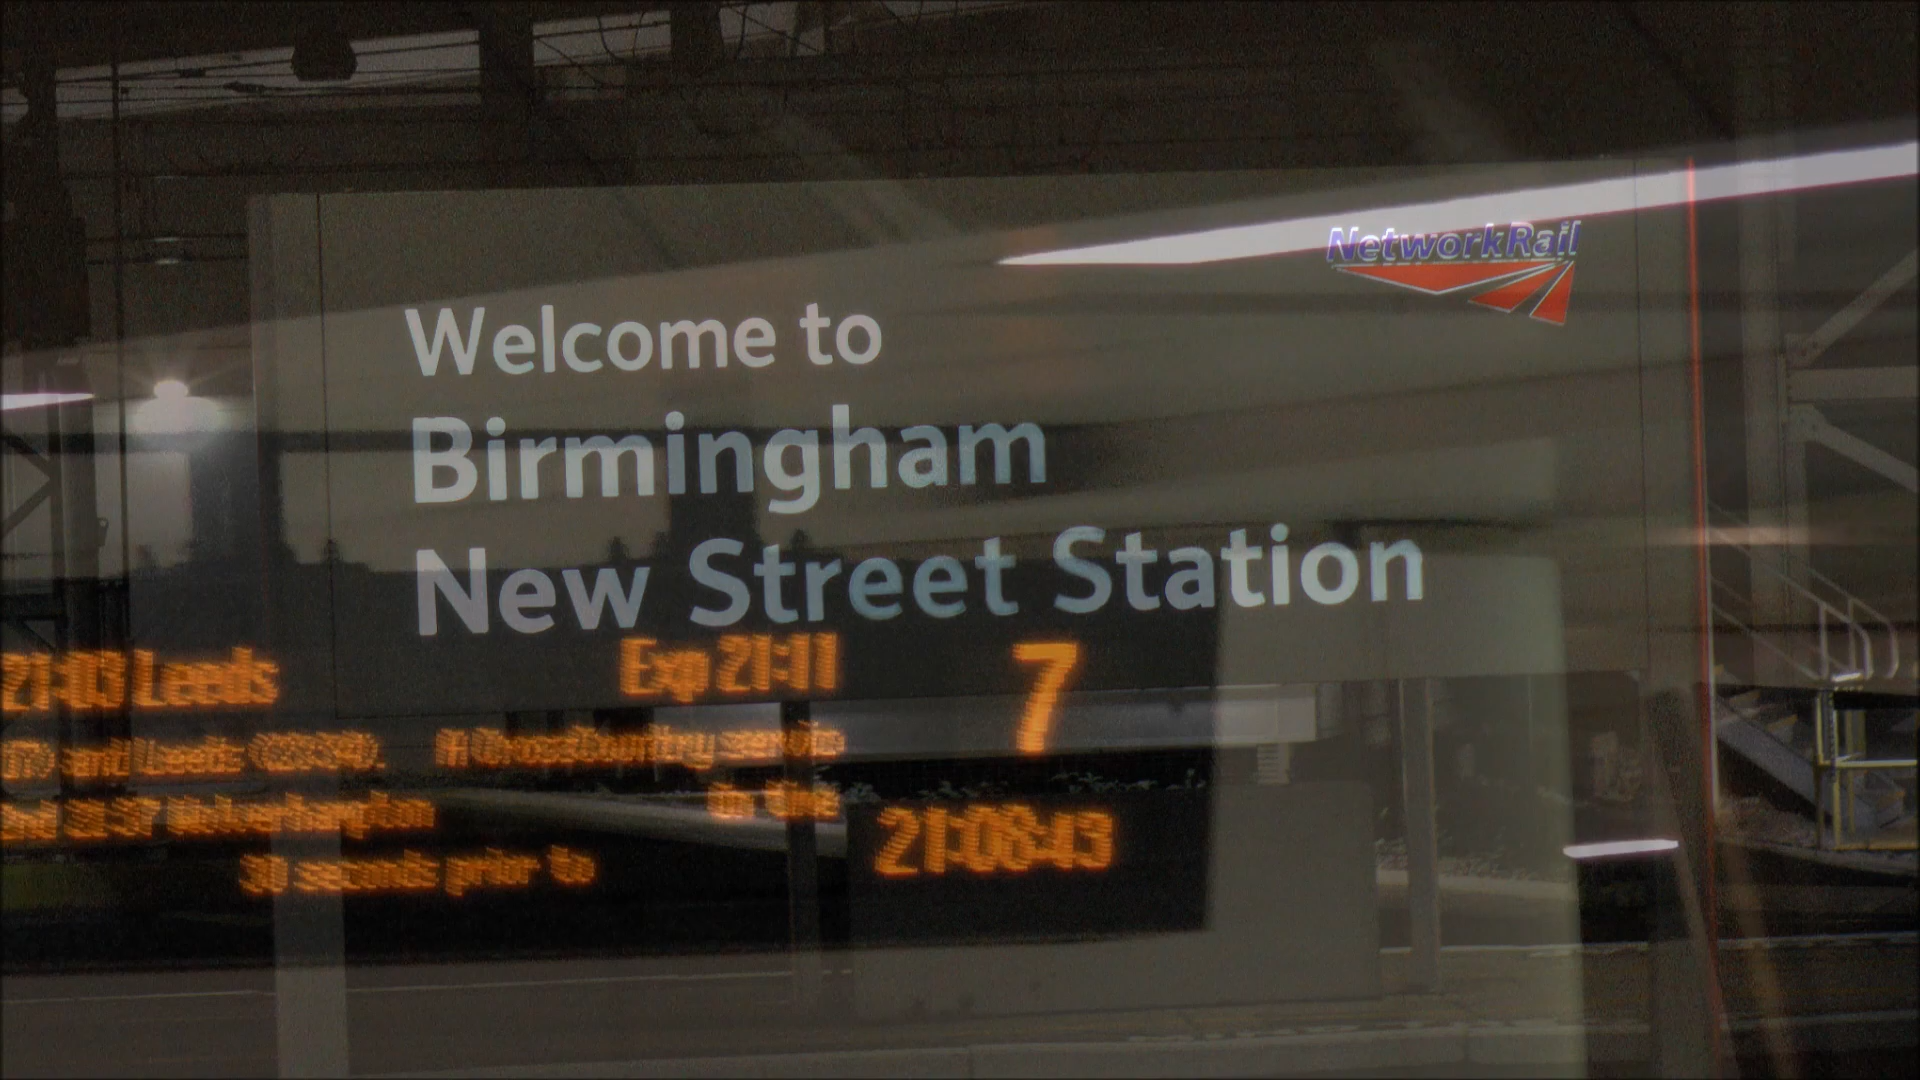 NetworkRail
Welcome to
Birmingham
New Street Station
21:03 Leeds Exp 21:11 7
and Leeds
A CrossCountry
Wolverhampton
30 seconds prior to
21:08:43